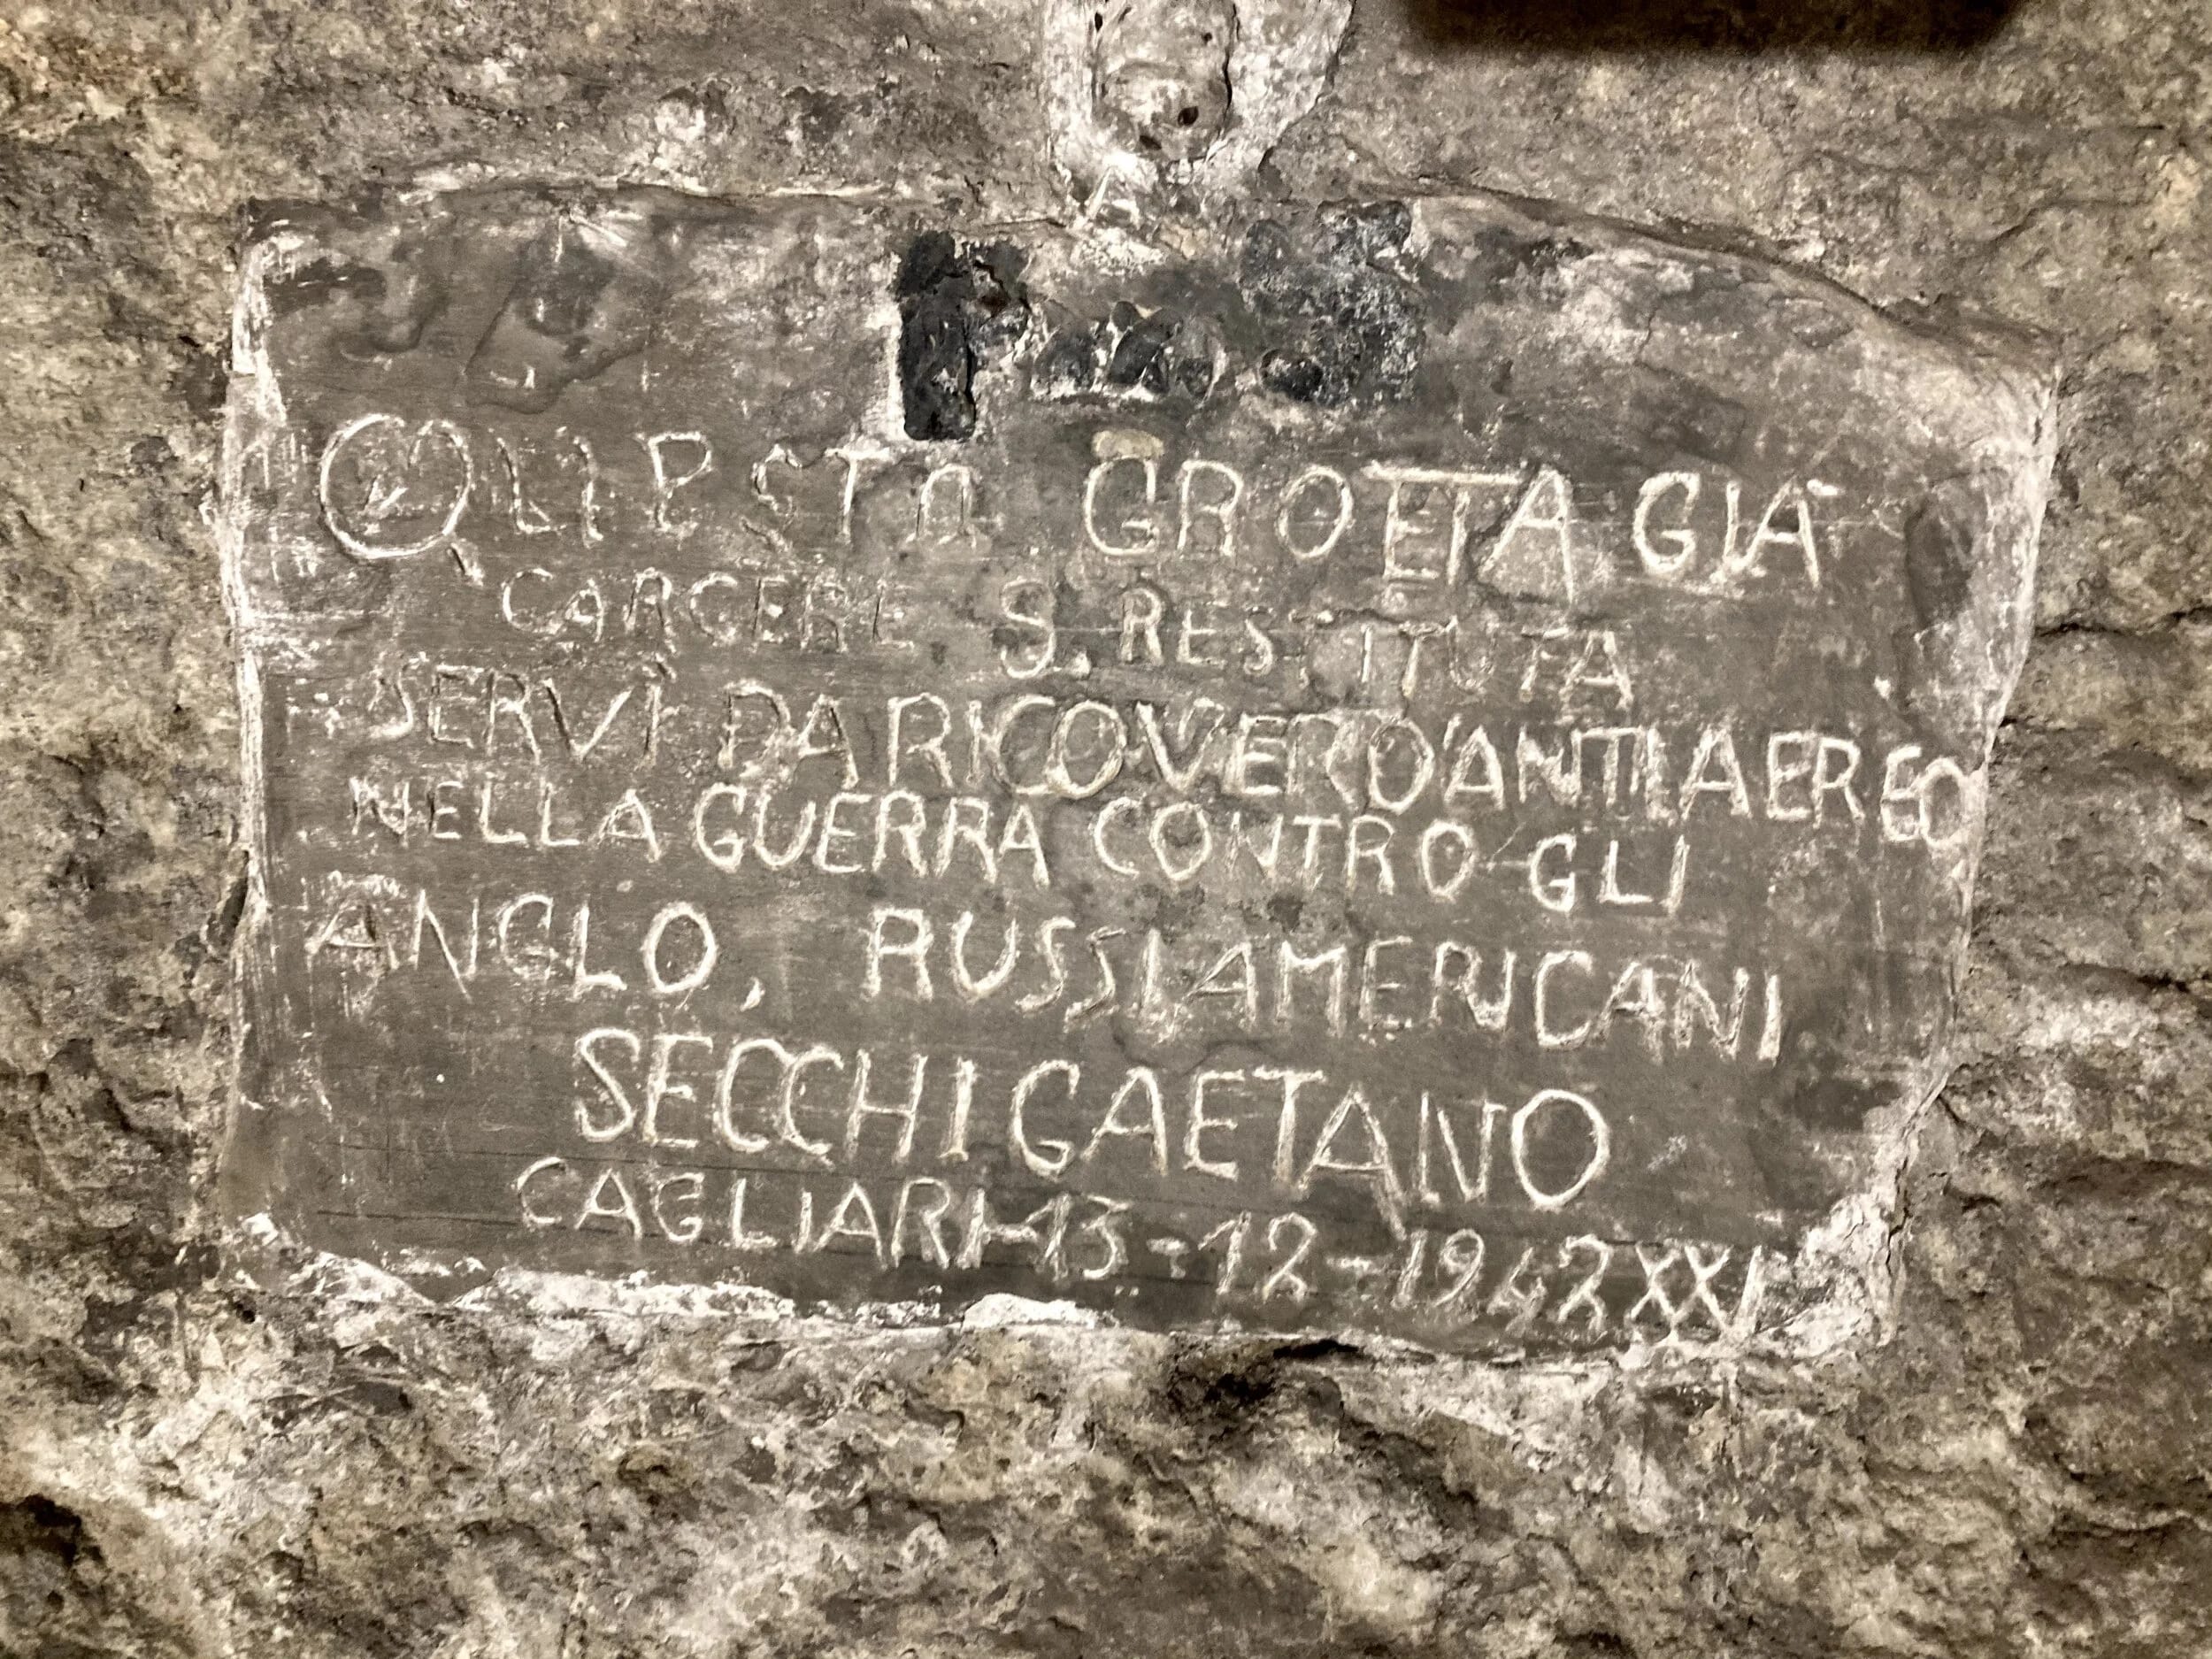 QUESTA GROTTA GIÀ
CARCERE S. RESTITUTA
SERVÌ DA RICOVERO ANTIAEREO
NELLA GUERRA CONTRO GLI
ANGLO, RUSSI AMERICANI
SECCHI GAETANO
CAGLIARI-13-12-1942 XXI